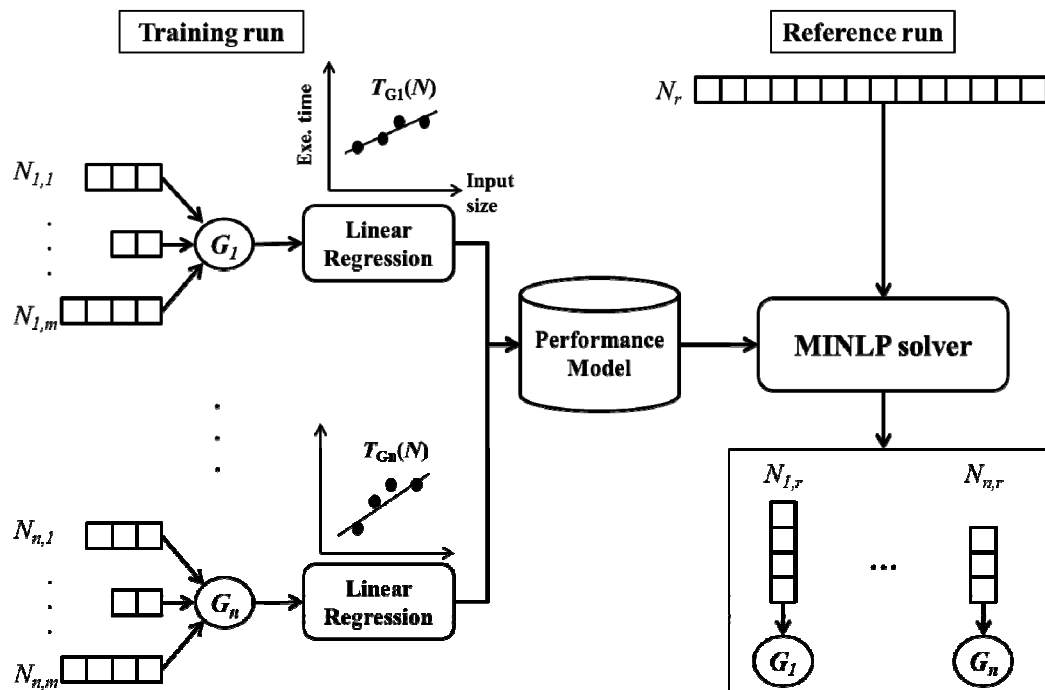 Training run
Reference run
T_G1(N)
Exe. time
Input
size
N_r
N_1,1
.
.
.
N_1,m
G_1
Linear
Regression
Performance
Model
MINLP solver
.
.
.
T_Gn(N)
N_n,1
.
.
.
N_n,m
G_n
Linear
Regression
N_1,r
N_n,r
...
G_1
G_n